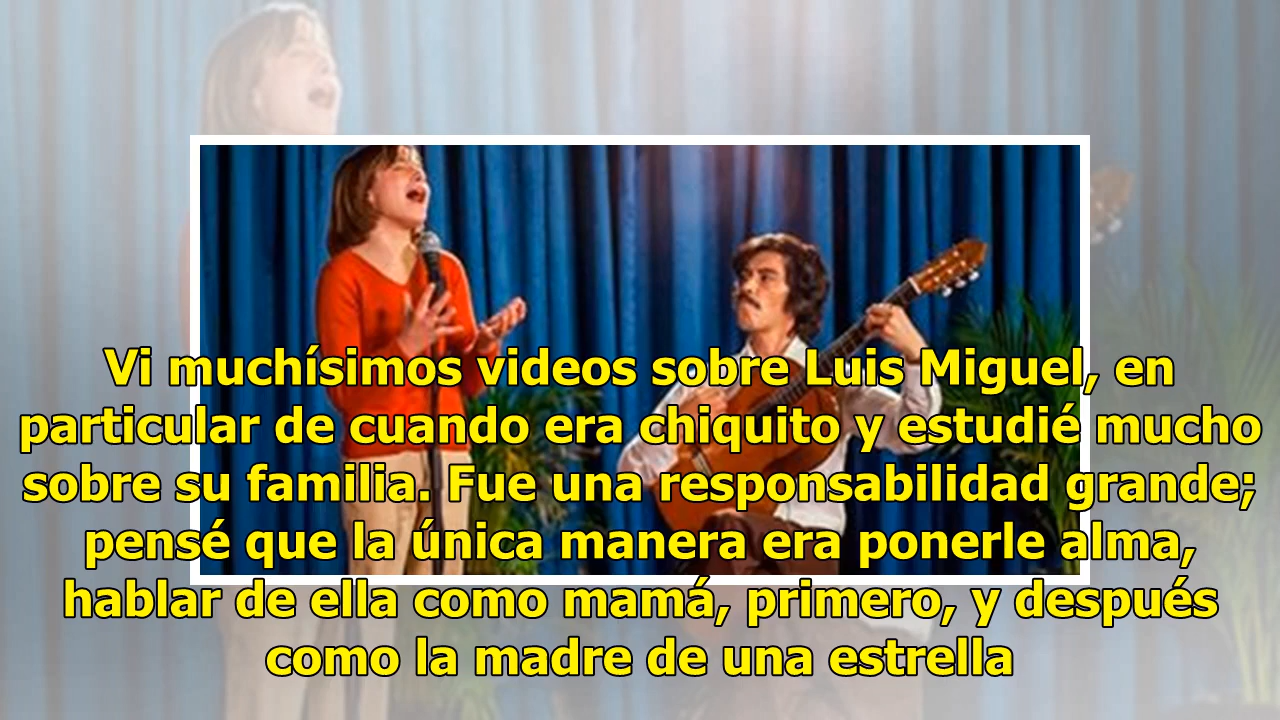 Vi muchísimos videos sobre Luis Miguel, en
particular de cuando era chiquito y estudié mucho
sobre su familia. Fue una responsabilidad grande;
pensé que la única manera era ponerle alma,
hablar de ella como mamá, primero, y después
como la madre de una estrella